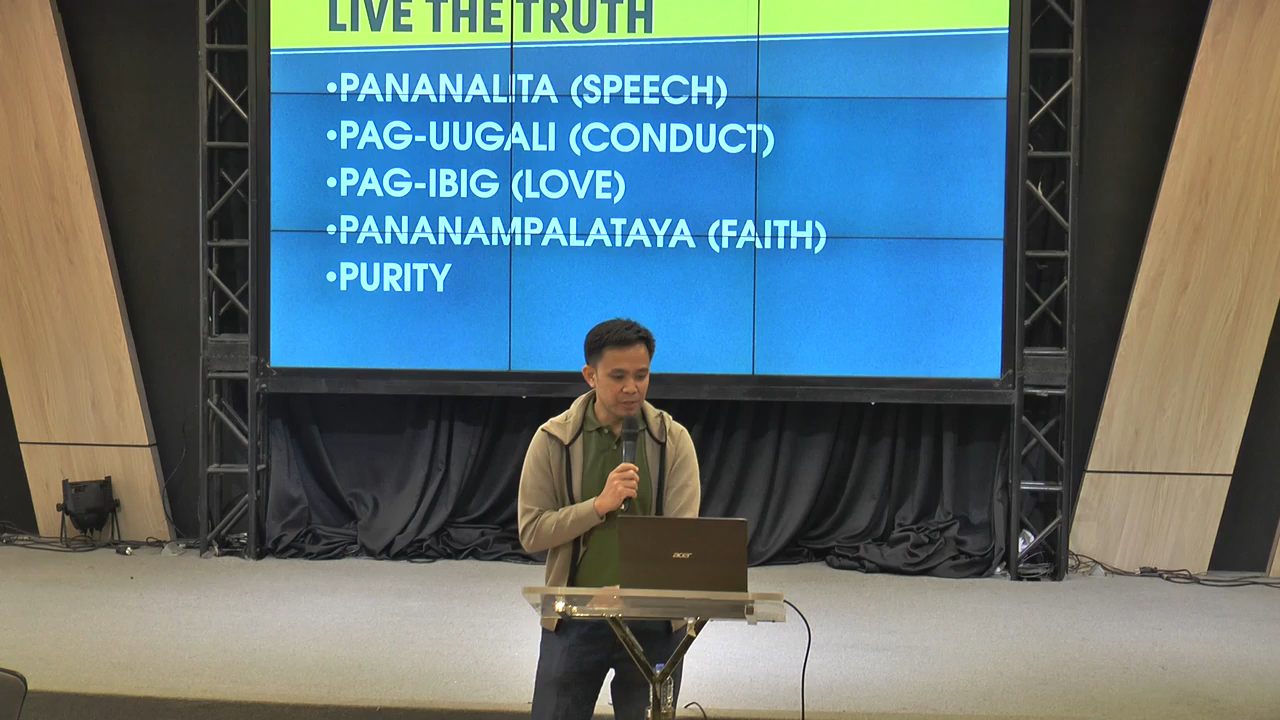 LIVE THE TRUTH
•PANANALITA (SPEECH)
•PAG-UUGALI (CONDUCT)
•PAG-IBIG (LOVE)
•PANANAMPALATAYA (FAITH)
•PURITY
acer